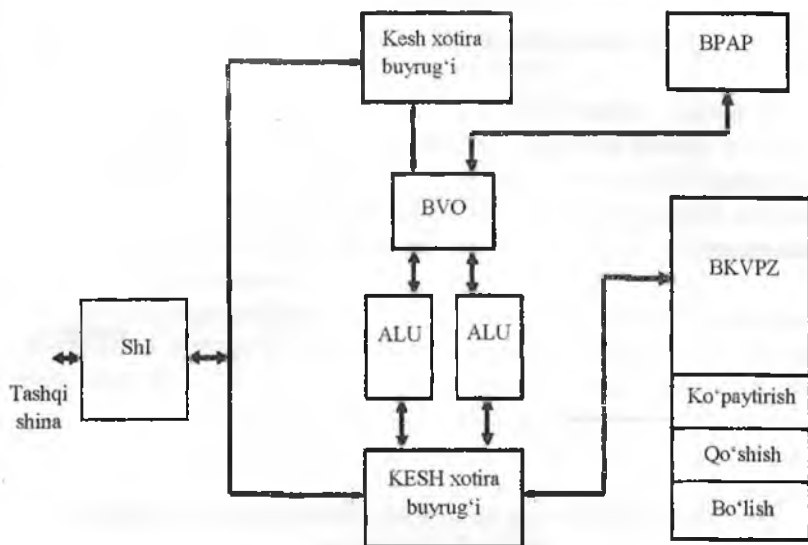 Kesh xotira
buyrug‘i
BPAP
BVO
BKVPZ
ShI
ALU
ALU
Tashqi
shina
Ko‘paytirish
Qo‘shish
KESH xotira
buyrug‘i
Bo‘lish